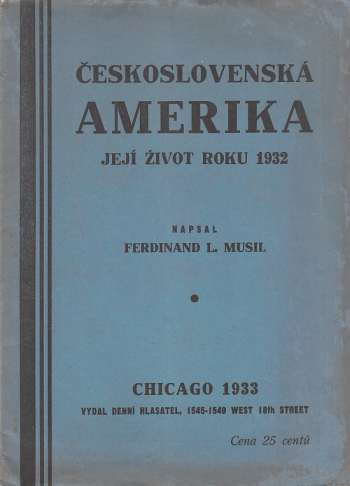 ČESKOSLOVENSKÁ
AMERIKA
JEJÍ ŽIVOT ROKU 1932
NAPSAL
FERDINAND L. MUSIL
CHICAGO 1933
VYDAL DENNÍ HLASATEL, 1545-1549 WEST 18th STREET
Cena 25 centů